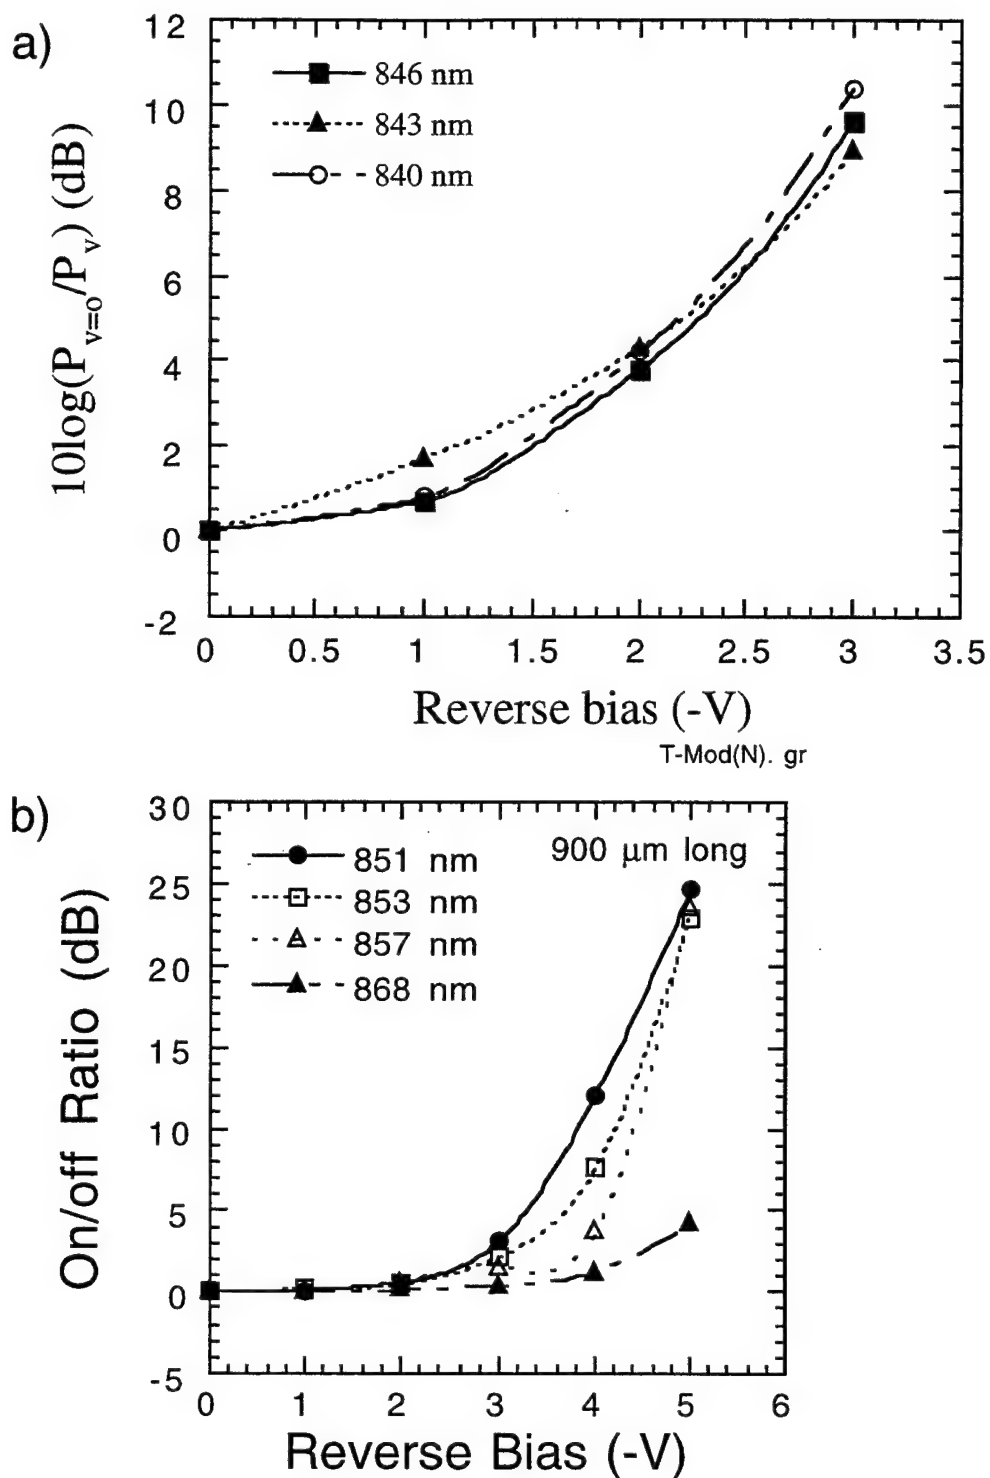 a)
10log(P_{v=o}/P_v) (dB)
12
10
8
6
4
2
0
-2
846 nm
843 nm
840 nm
0 0.5 1 1.5 2 2.5 3 3.5
Reverse bias (-V)
T-Mod(N). gr
b)
On/off Ratio (dB)
30
25
20
15
10
5
0
-5
851 nm
853 nm
857 nm
868 nm
900 µm long
0 1 2 3 4 5 6
Reverse Bias (-V)